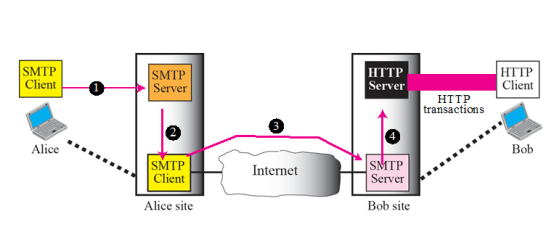 SMTP
Client
1
Alice
SMTP
Server
2
SMTP
Client
Alice site
3
Internet
HTTP
Server
4
SMTP
Server
Bob site
HTTP
transactions
HTTP
Client
Bob